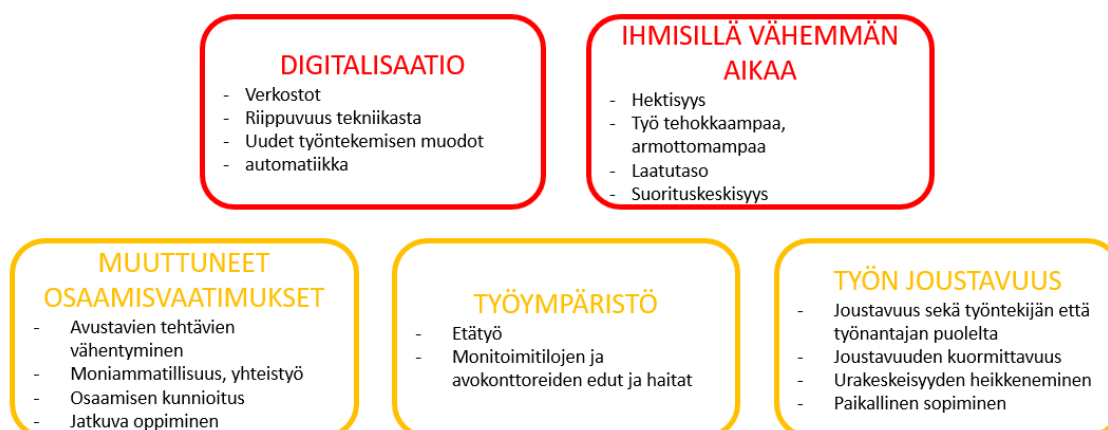 DIGITALISAATIO
- Verkostot
- Riippuvuus tekniikasta
- Uudet työntekemisen muodot
- automatiikka
IHMISILLÄ VÄHEMMÄN
AIKAA
- Hektisyys
- Työ tehokkaampaa,
armottomampaa
- Laatutaso
- Suorituskeskisyys
MUUTTUNEET
OSAAMISVAATIMUKSET
- Avustavien tehtävien
vähentyminen
- Moniammatillisuus, yhteistyö
- Osaamisen kunnioitus
- Jatkuva oppiminen
TYÖYMPÄRISTÖ
- Etätyö
- Monitoimitilojen ja
avokonttoreiden edut ja haitat
TYÖN JOUSTAVUUS
- Joustavuus sekä työntekijän että
työnantajan puolelta
- Joustavuuden kuormittavuus
- Urakeskeisyyden heikkeneminen
- Paikallinen sopiminen